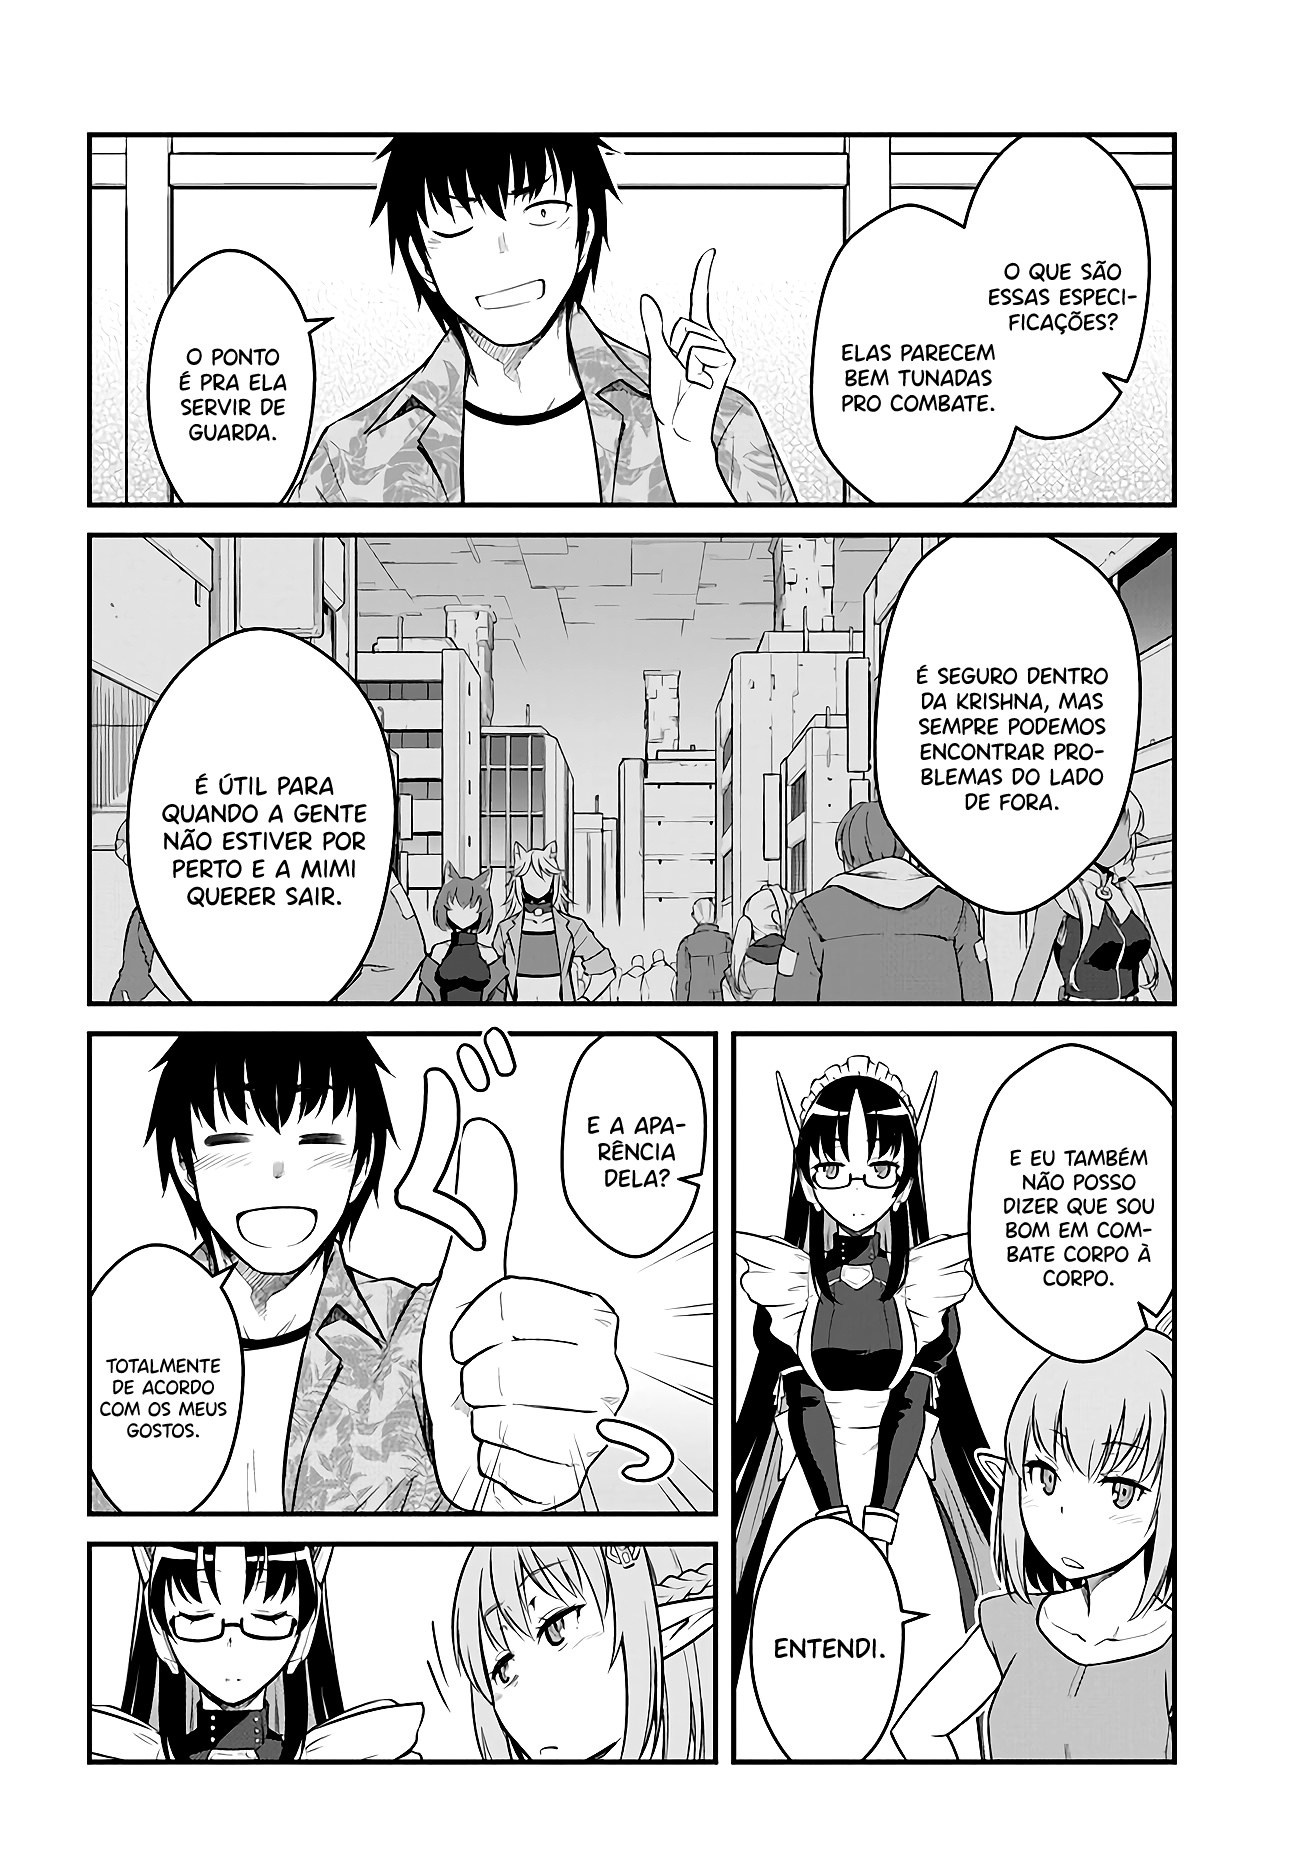 O QUE SÃO
ESSAS ESPECI-
FICAÇÕES?
ELAS PARECEM
BEM TUNADAS
PRO COMBATE.
O PONTO
É PRA ELA
SERVIR DE
GUARDA.
É SEGURO DENTRO
DA KRISHNA, MAS
SEMPRE PODEMOS
ENCONTRAR PRO-
BLEMAS DO LADO
DE FORA.
É ÚTIL PARA
QUANDO A GENTE
NÃO ESTIVER POR
PERTO E A MIMI
QUERER SAIR.
E EU TAMBÉM
NÃO POSSO
DIZER QUE SOU
BOM EM COM-
BATE CORPO À
CORPO.
ENTENDI.
E A APA-
RÊNCIA
DELA?
TOTALMENTE
DE ACORDO
COM OS MEUS
GOSTOS.